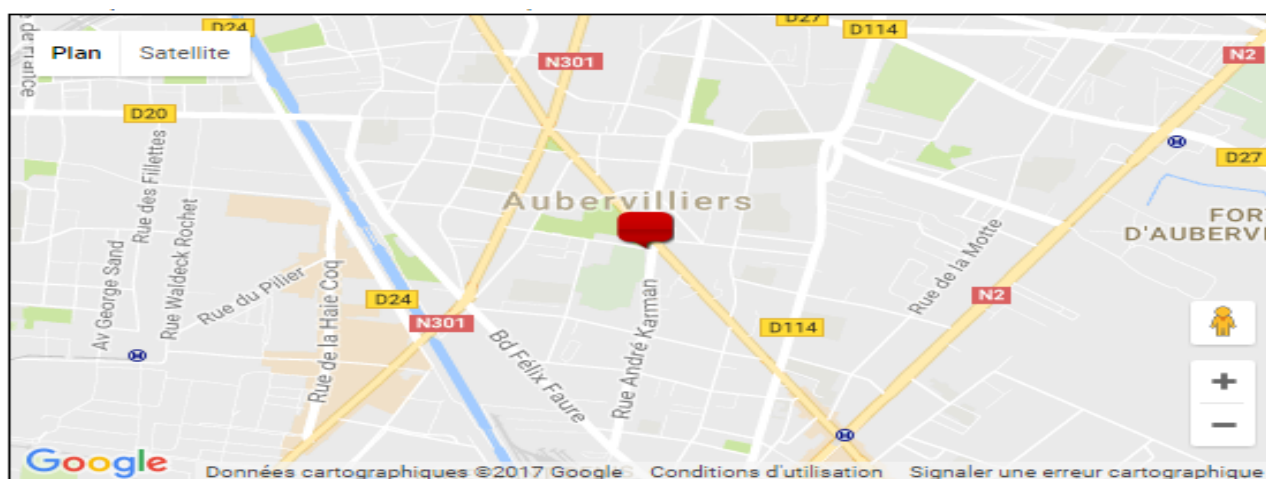 D24
D27
D114
Plan
Satellite
N301
N2
D20
D27
Rue des Fillettes
Aubervilliers
Rue Waldeck Rochet
Av George Sand
Rue du Pilier
Rue de la Haie Coq
D24
N301
Bd Félix Faure
Rue André Karman
D114
Rue de la Motte
N2
FOR
D'AUBERVI
+
−
Google
Données cartographiques ©2017 Google
Conditions d'utilisation
Signaler une erreur cartographique